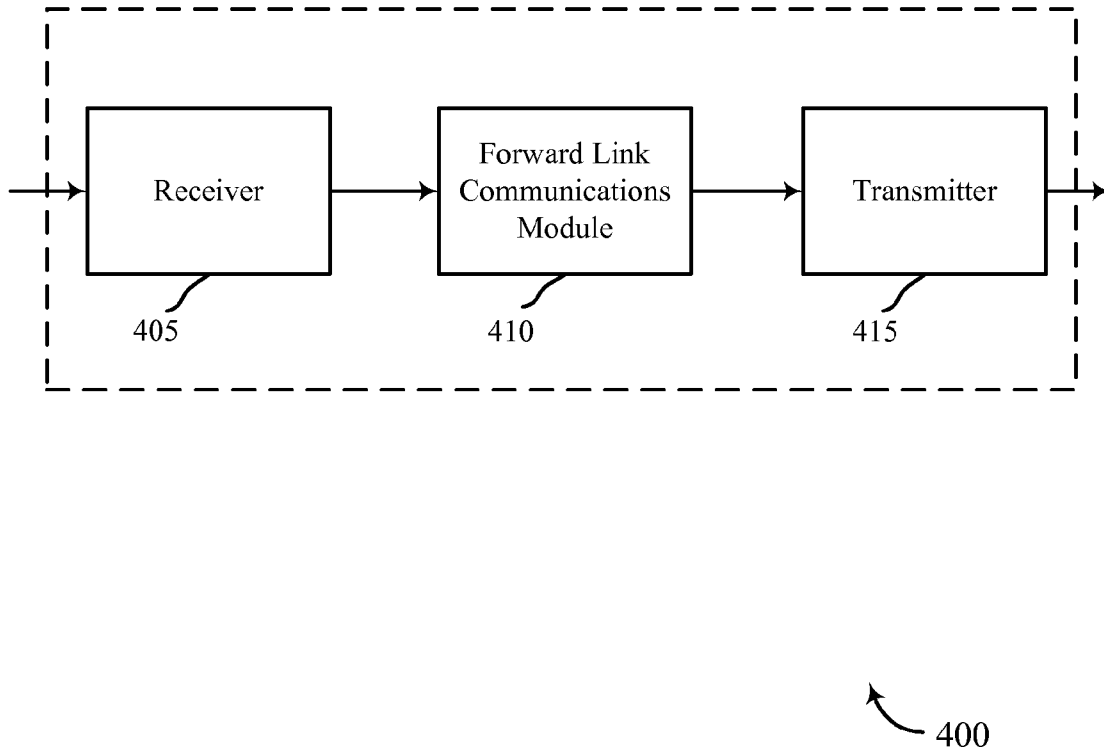 Receiver
Forward Link
Communications
Module
Transmitter
405
410
415
400